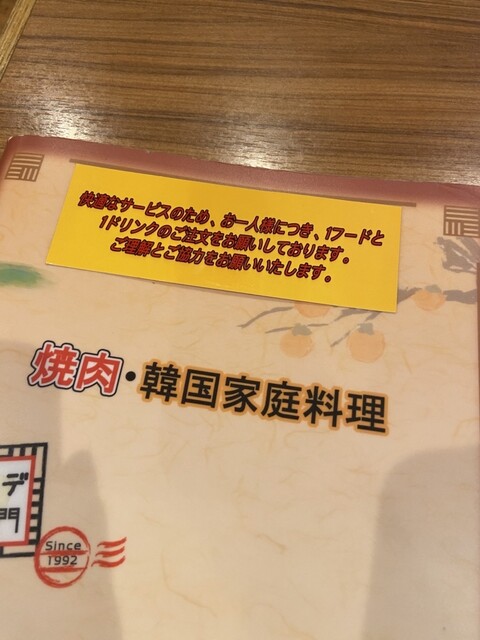 快適なサービスのため、お一人様につき、1フードと
1ドリンクのご注文をお願いしております。
ご理解とご協力をお願いいたします。
焼肉・韓国家庭料理
デ
門
Since
1992